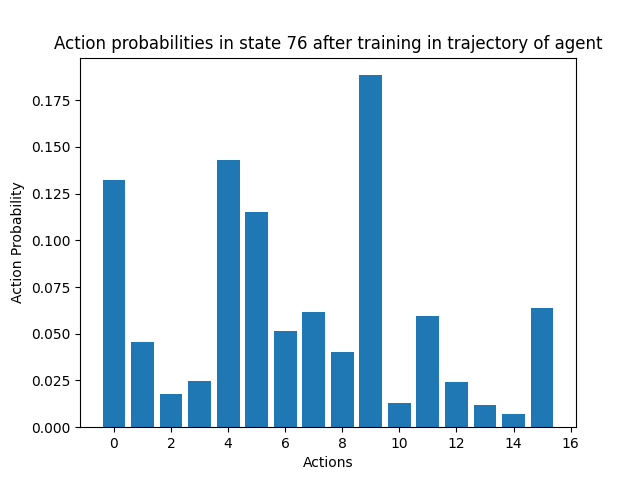 Action probabilities in state 76 after training in trajectory of agent
0.175
0.150
0.125
0.100
0.075
0.050
0.025
0.000
Action Probability
0 2 4 6 8 10 12 14 16
Actions